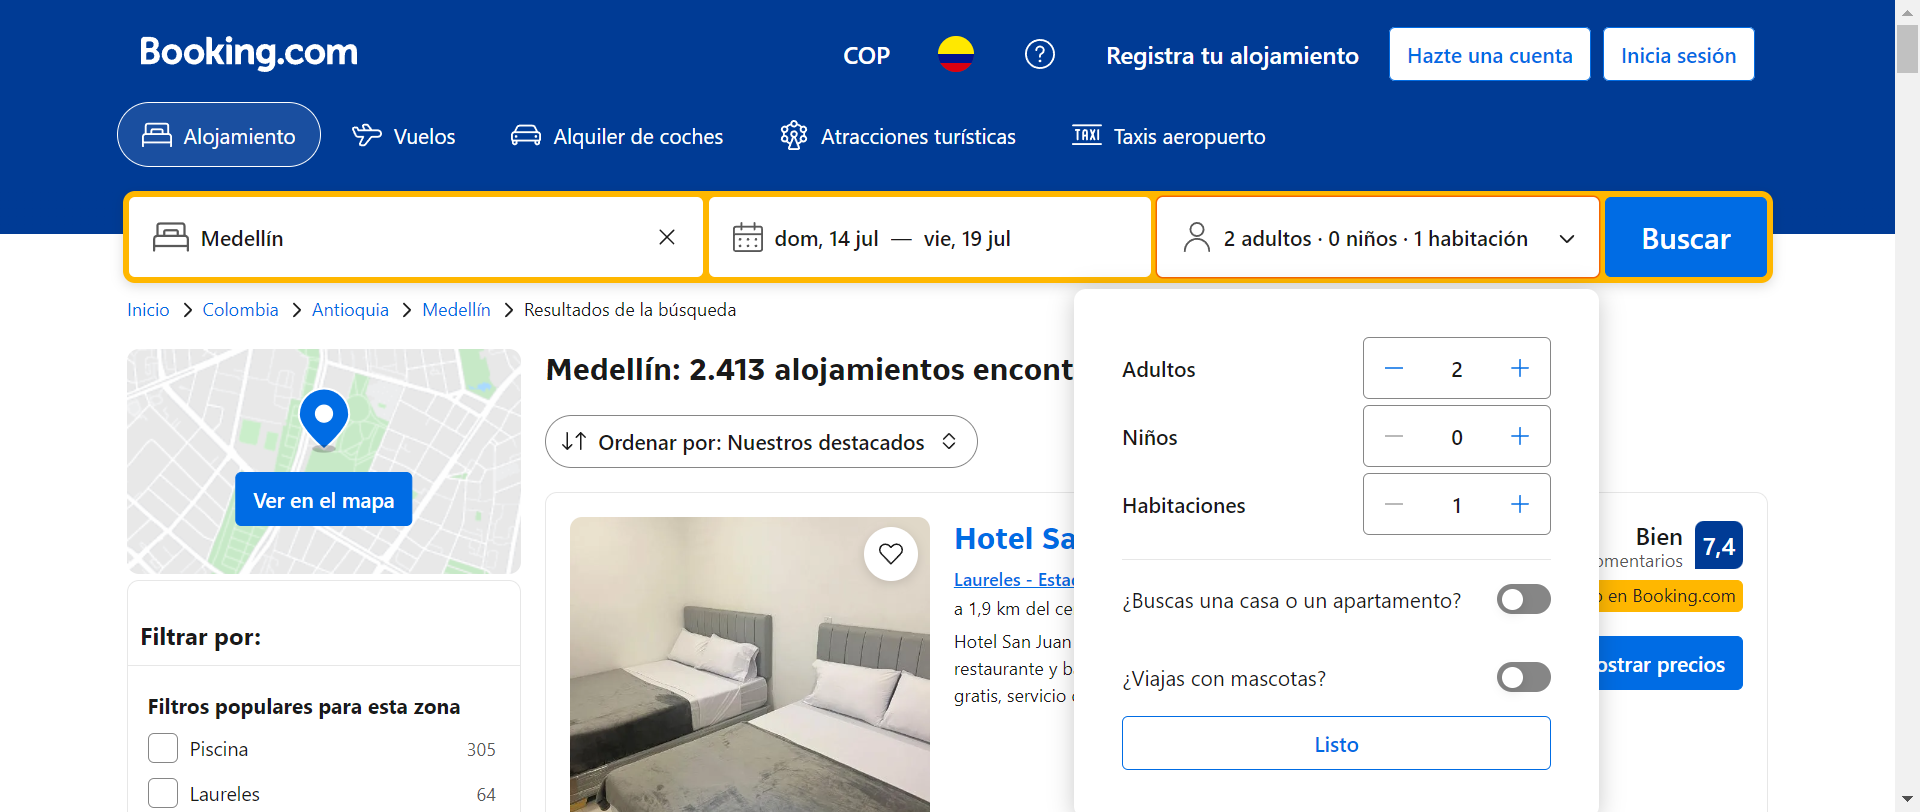 Booking.com
COP
?
Registra tu alojamiento
Hazte una cuenta
Inicia sesión
Alojamiento
Vuelos
Alquiler de coches
Atracciones turísticas
TAXI
Taxis aeropuerto
Medellín
dom, 14 jul — vie, 19 jul
2 adultos · 0 niños · 1 habitación
Buscar
Inicio
Colombia
Antioquia
Medellín
Resultados de la búsqueda
Ver en el mapa
Filtrar por:
Filtros populares para esta zona
Piscina 305
Laureles 64
Medellín: 2.413 alojamientos encont
Ordenar por: Nuestros destacados
Hotel Sa
Laureles - Estad
a 1,9 km del ce
Hotel San Juan
restaurante y b
gratis, servicio
Adultos 2
Niños 0
Habitaciones 1
¿Buscas una casa o un apartamento?
¿Viajas con mascotas?
Listo
Bien
7,4
omentarios
en Booking.com
ostrar precios